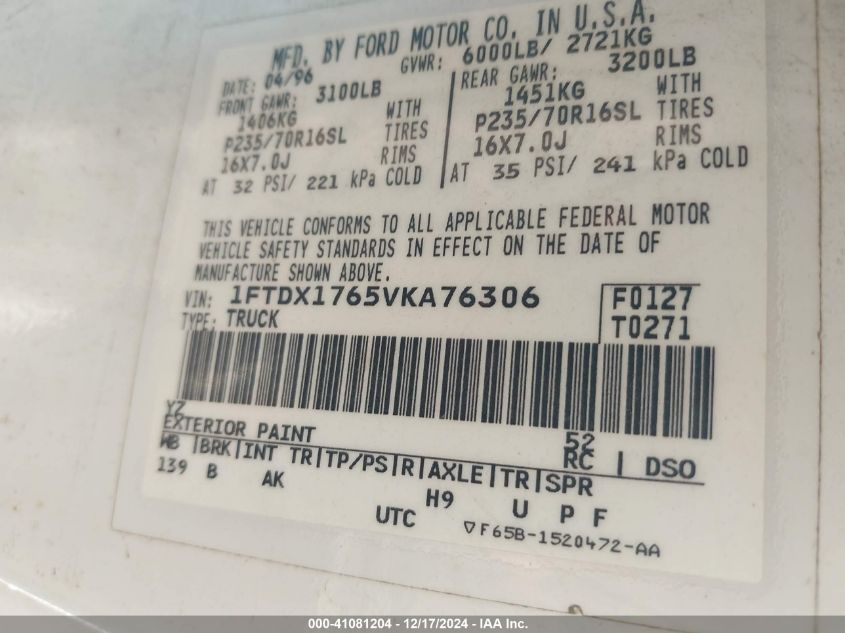 MFD. BY FORD MOTOR CO. IN U.S.A.
DATE: 04/96 GVWR: 6000LB/ 2721KG
FRONT GAWR: 3100LB REAR GAWR: 3200LB
1406KG WITH 1451KG WITH
P235/70R16SL TIRES P235/70R16SL TIRES
16X7.0J RIMS 16X7.0J RIMS
AT 32 PSI/ 221 kPa COLD AT 35 PSI/ 241 kPa COLD
THIS VEHICLE CONFORMS TO ALL APPLICABLE FEDERAL MOTOR
VEHICLE SAFETY STANDARDS IN EFFECT ON THE DATE OF
MANUFACTURE SHOWN ABOVE.
VIN: 1FTDX1765VKA76306 F0127
TYPE: TRUCK T0271
YZ 52
EXTERIOR PAINT RC DSO
WB BRK INT TR TP/PS R AXLE TR SPR
139 B AK H9 U P F
UTC F65B-1520472-AA
000-41081204 - 12/17/2024 - IAA Inc.